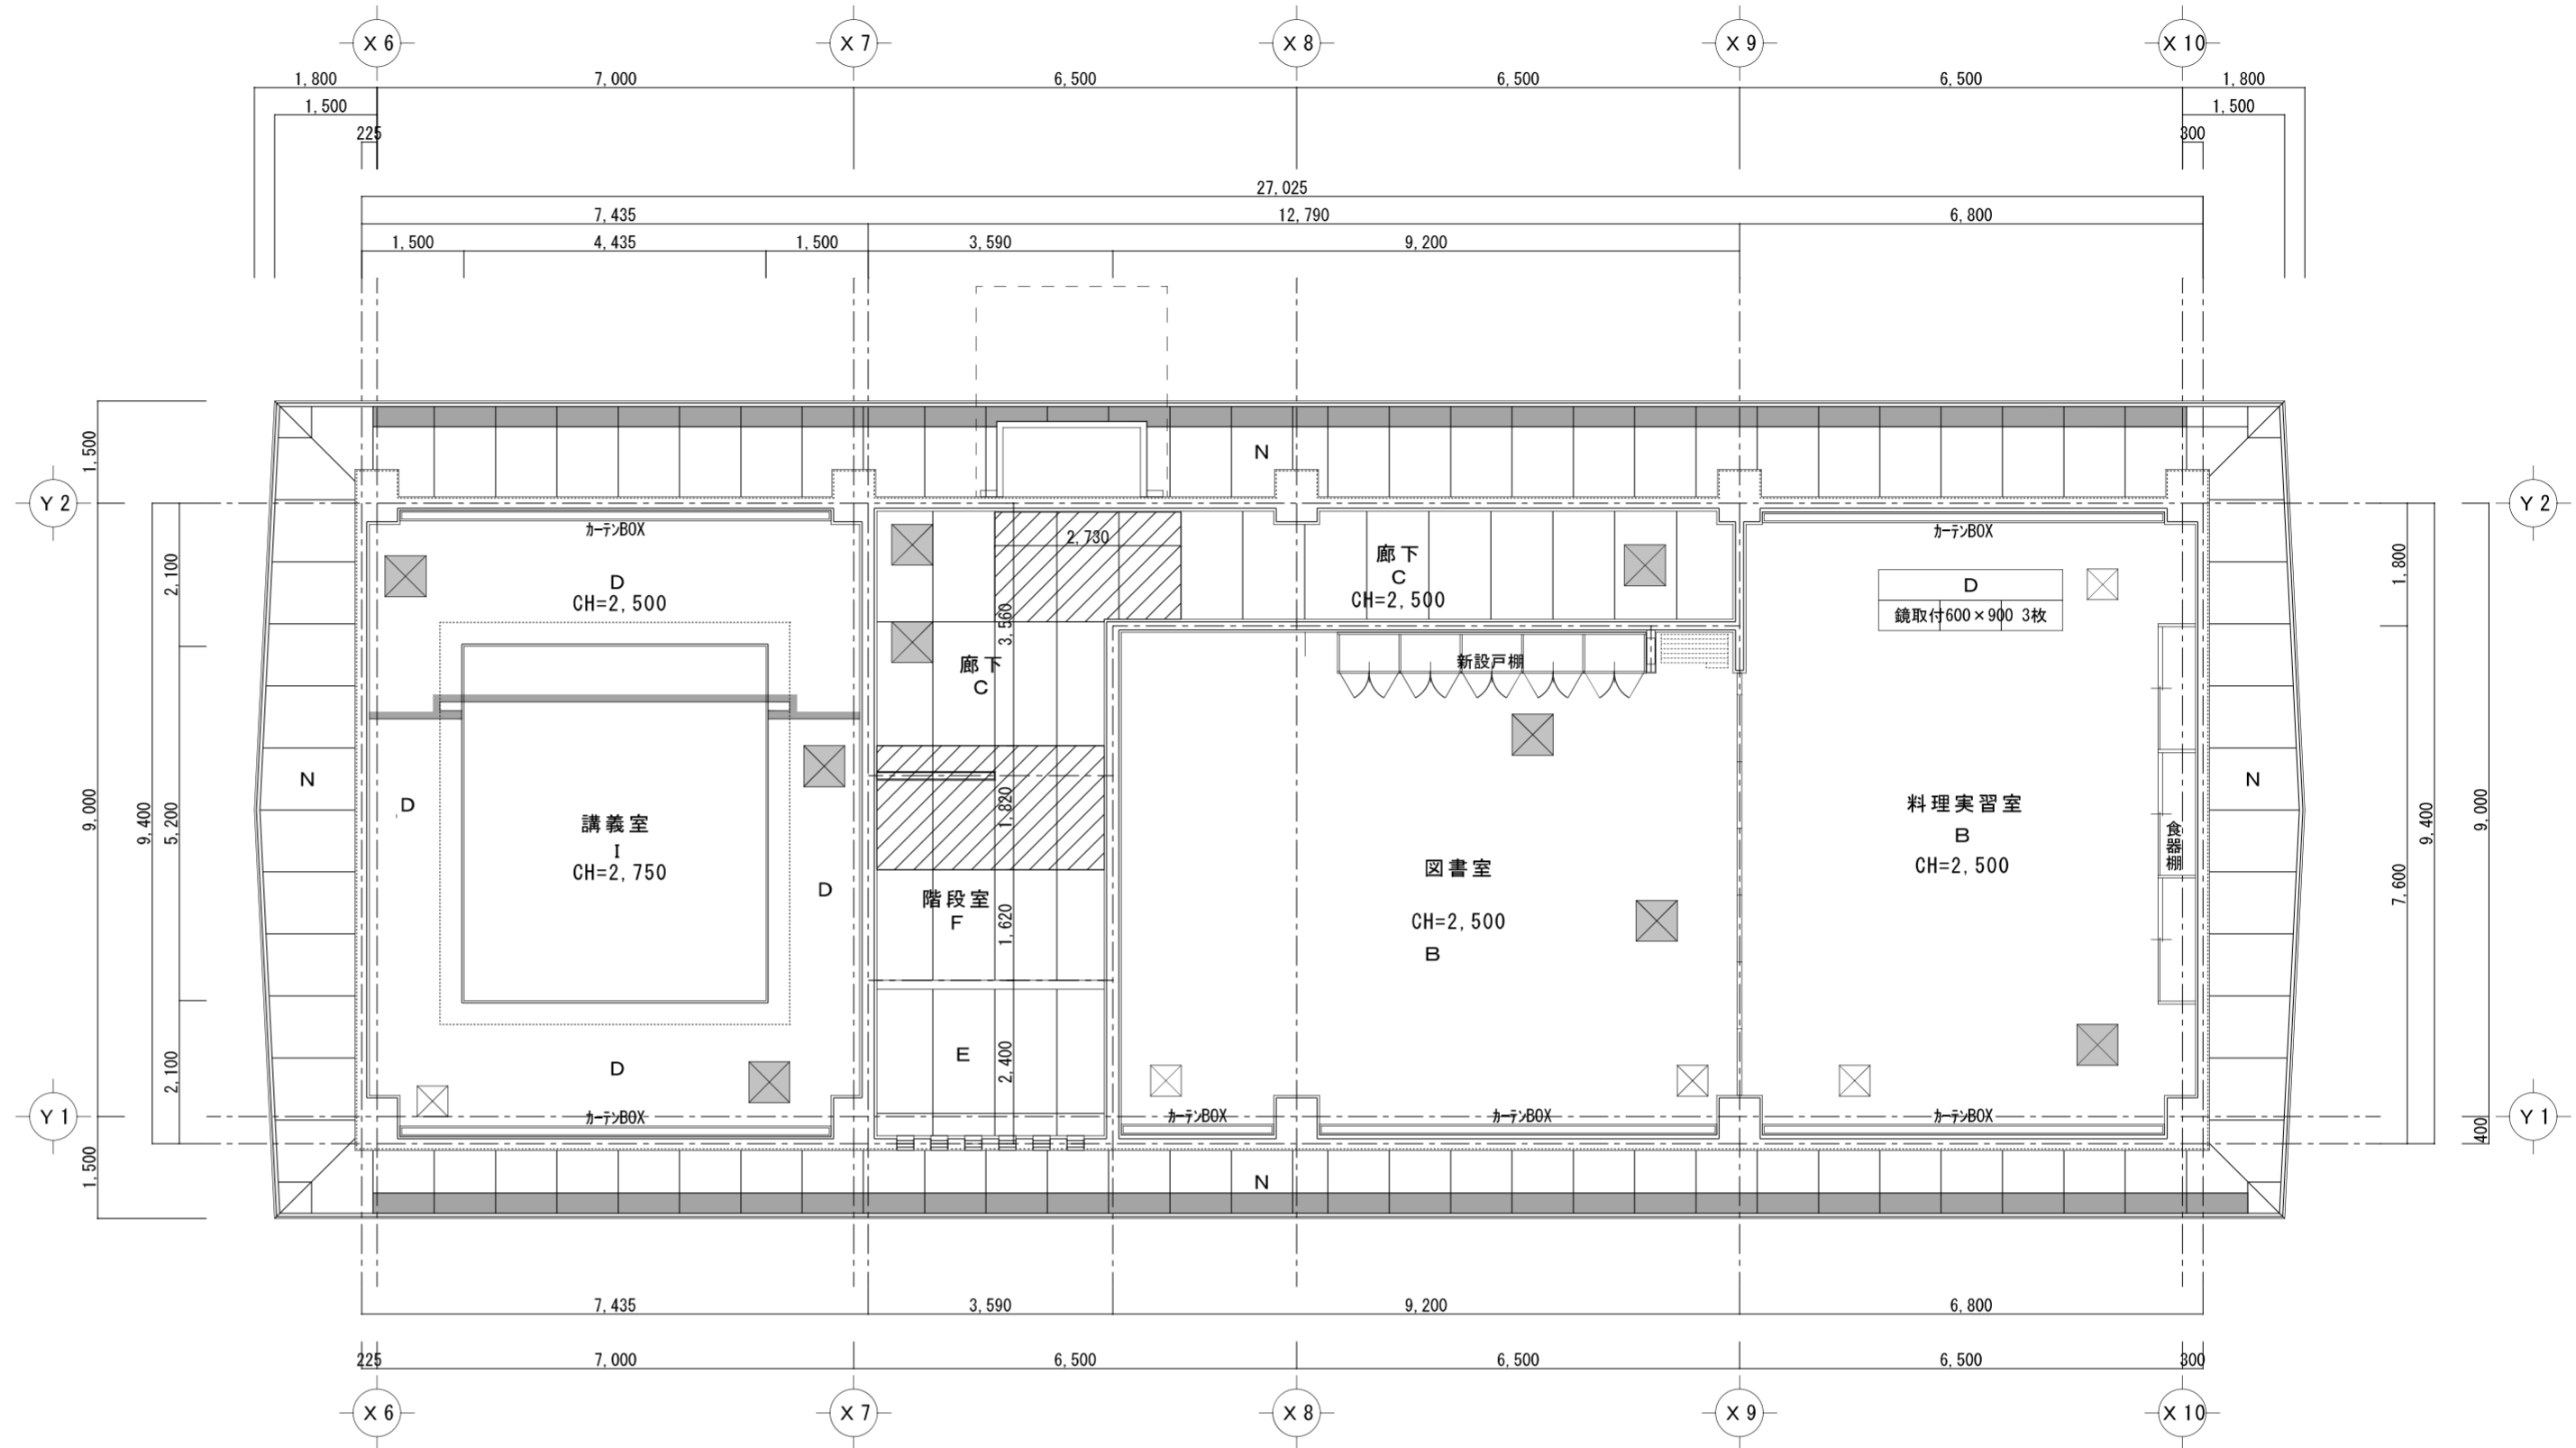 X 6 X 7 X 8 X 9 X 10
1,800 7,000 6,500 6,500 6,500 1,800
1,500 1,500
225 300
27,025
7,435 12,790 6,800
1,500 4,435 1,500 3,590 9,200
1,500
N
1,500
Y 2 Y 2
カーテンBOX カーテンBOX
2,730
2,100
廊下
C
CH=2,500
1,800
D
CH=2,500
D
鏡取付600×900 3枚
3,560
廊下
C
新設戸棚
N
D
9,000
9,400
5,200
講義室
I
CH=2,750
D
1,820
階段室
F
1,620
図書室
CH=2,500
B
料理実習室
B
CH=2,500
食器棚
N
7,600
9,400
9,000
D
E
2,400
2,100
Y 1 Y 1
カーテンBOX カーテンBOX カーテンBOX カーテンBOX
400
N
7,435 3,590 9,200 6,800
225 7,000 6,500 6,500 6,500 300
X 6 X 7 X 8 X 9 X 10